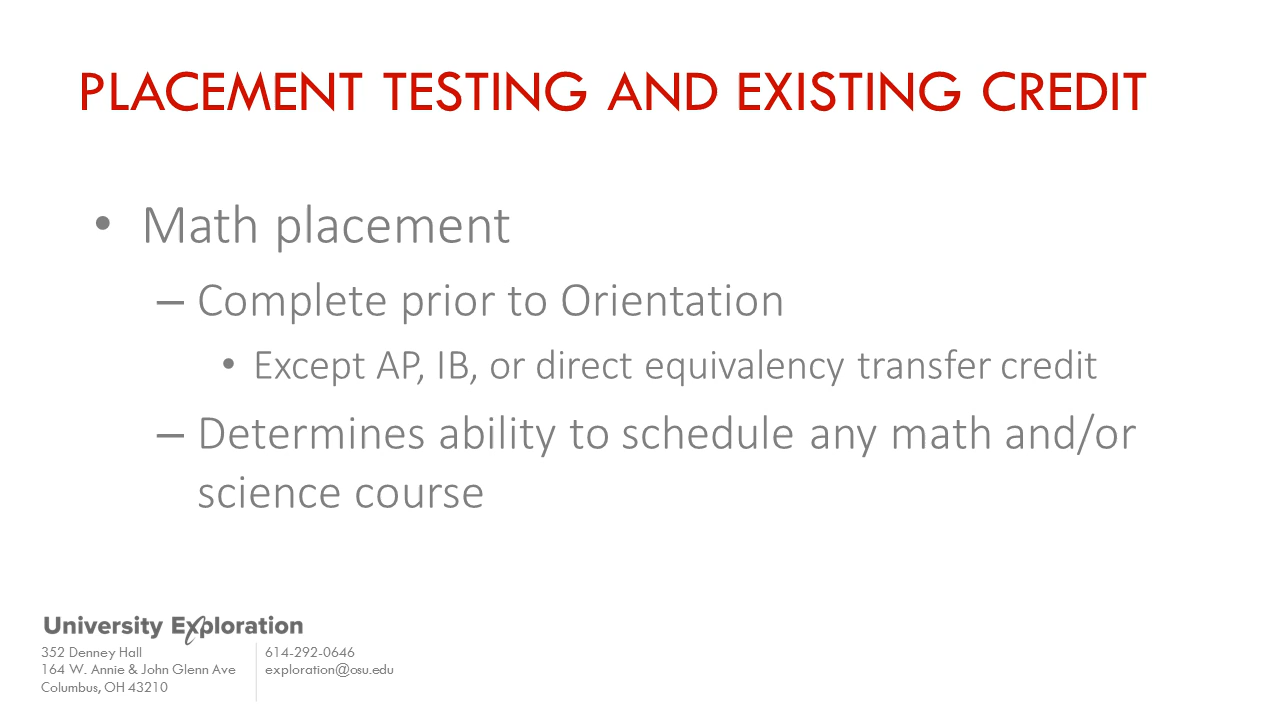 PLACEMENT TESTING AND EXISTING CREDIT
• Math placement
– Complete prior to Orientation
• Except AP, IB, or direct equivalency transfer credit
– Determines ability to schedule any math and/or
science course
University Exploration
352 Denney Hall
164 W. Annie & John Glenn Ave
Columbus, OH 43210
614-292-0646
exploration@osu.edu